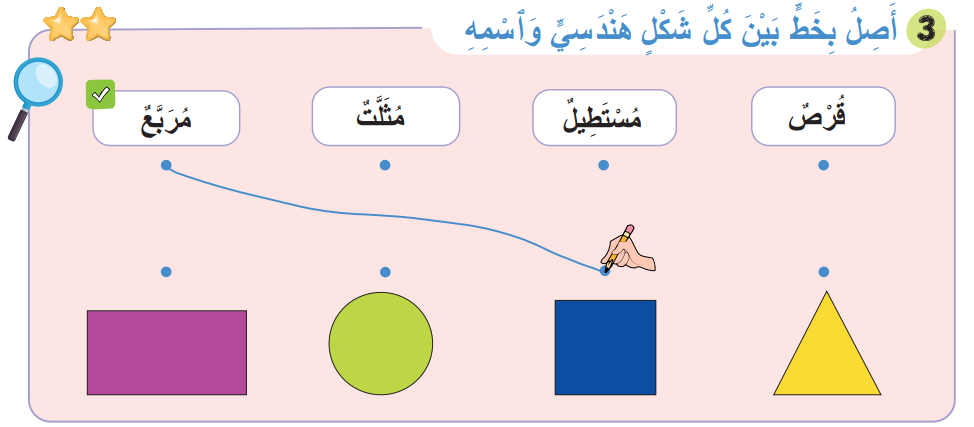 3 أَصِلُ بِخَطٍّ بَيْنَ كُلِّ شَكْلٍ هَنْدَسِيٍّ وَٱسْمِهِ
قُرْصٌ
مُسْتَطِيلٌ
مُثَلَّثٌ
مُرَبَّعٌ